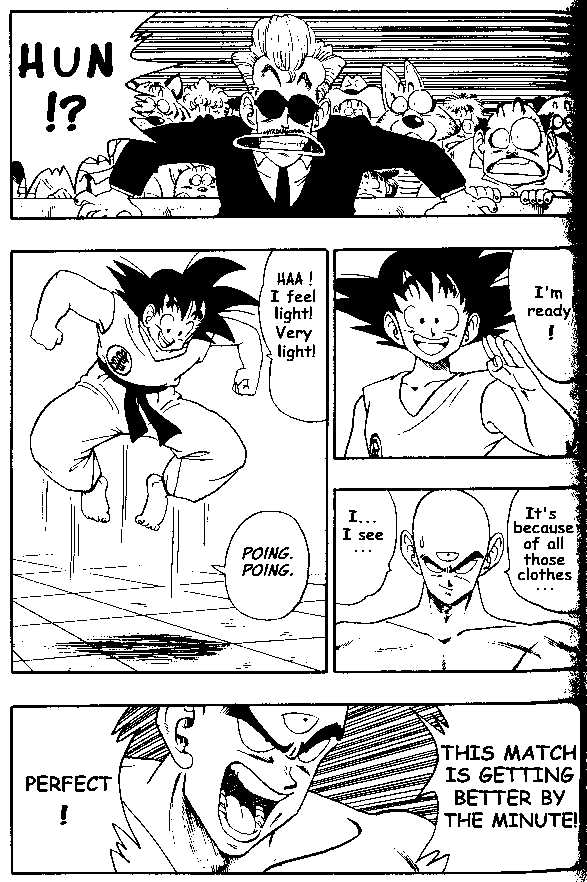 HUN
!?
HAA !
I feel
light!
Very
light!
POING.
POING.
I'm
ready
!
I...
I see
...
It's
because
of all
those
clothes
...
PERFECT
!
THIS MATCH
IS GETTING
BETTER BY
THE MINUTE!